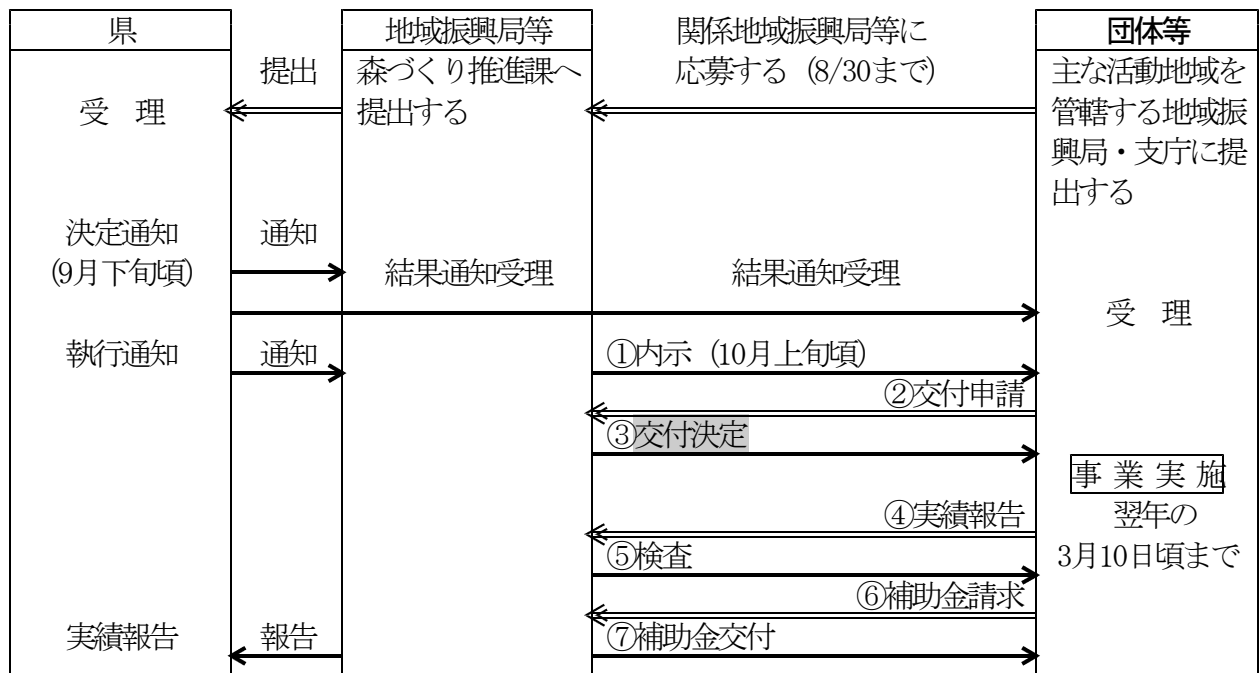 県
地域振興局等
関係地域振興局等に
団体等
提出
森づくり推進課へ
応募する (8/30まで)
主な活動地域を
受 理
提出する
管轄する地域振
興局・支庁に提
出する
決定通知
通知
(9月下旬頃)
結果通知受理
結果通知受理
受 理
執行通知
通知
①内示 (10月上旬頃)
②交付申請
③交付決定
事 業 実 施
④実績報告
翌年の
⑤検査
3月10日頃まで
⑥補助金請求
実績報告
報告
⑦補助金交付